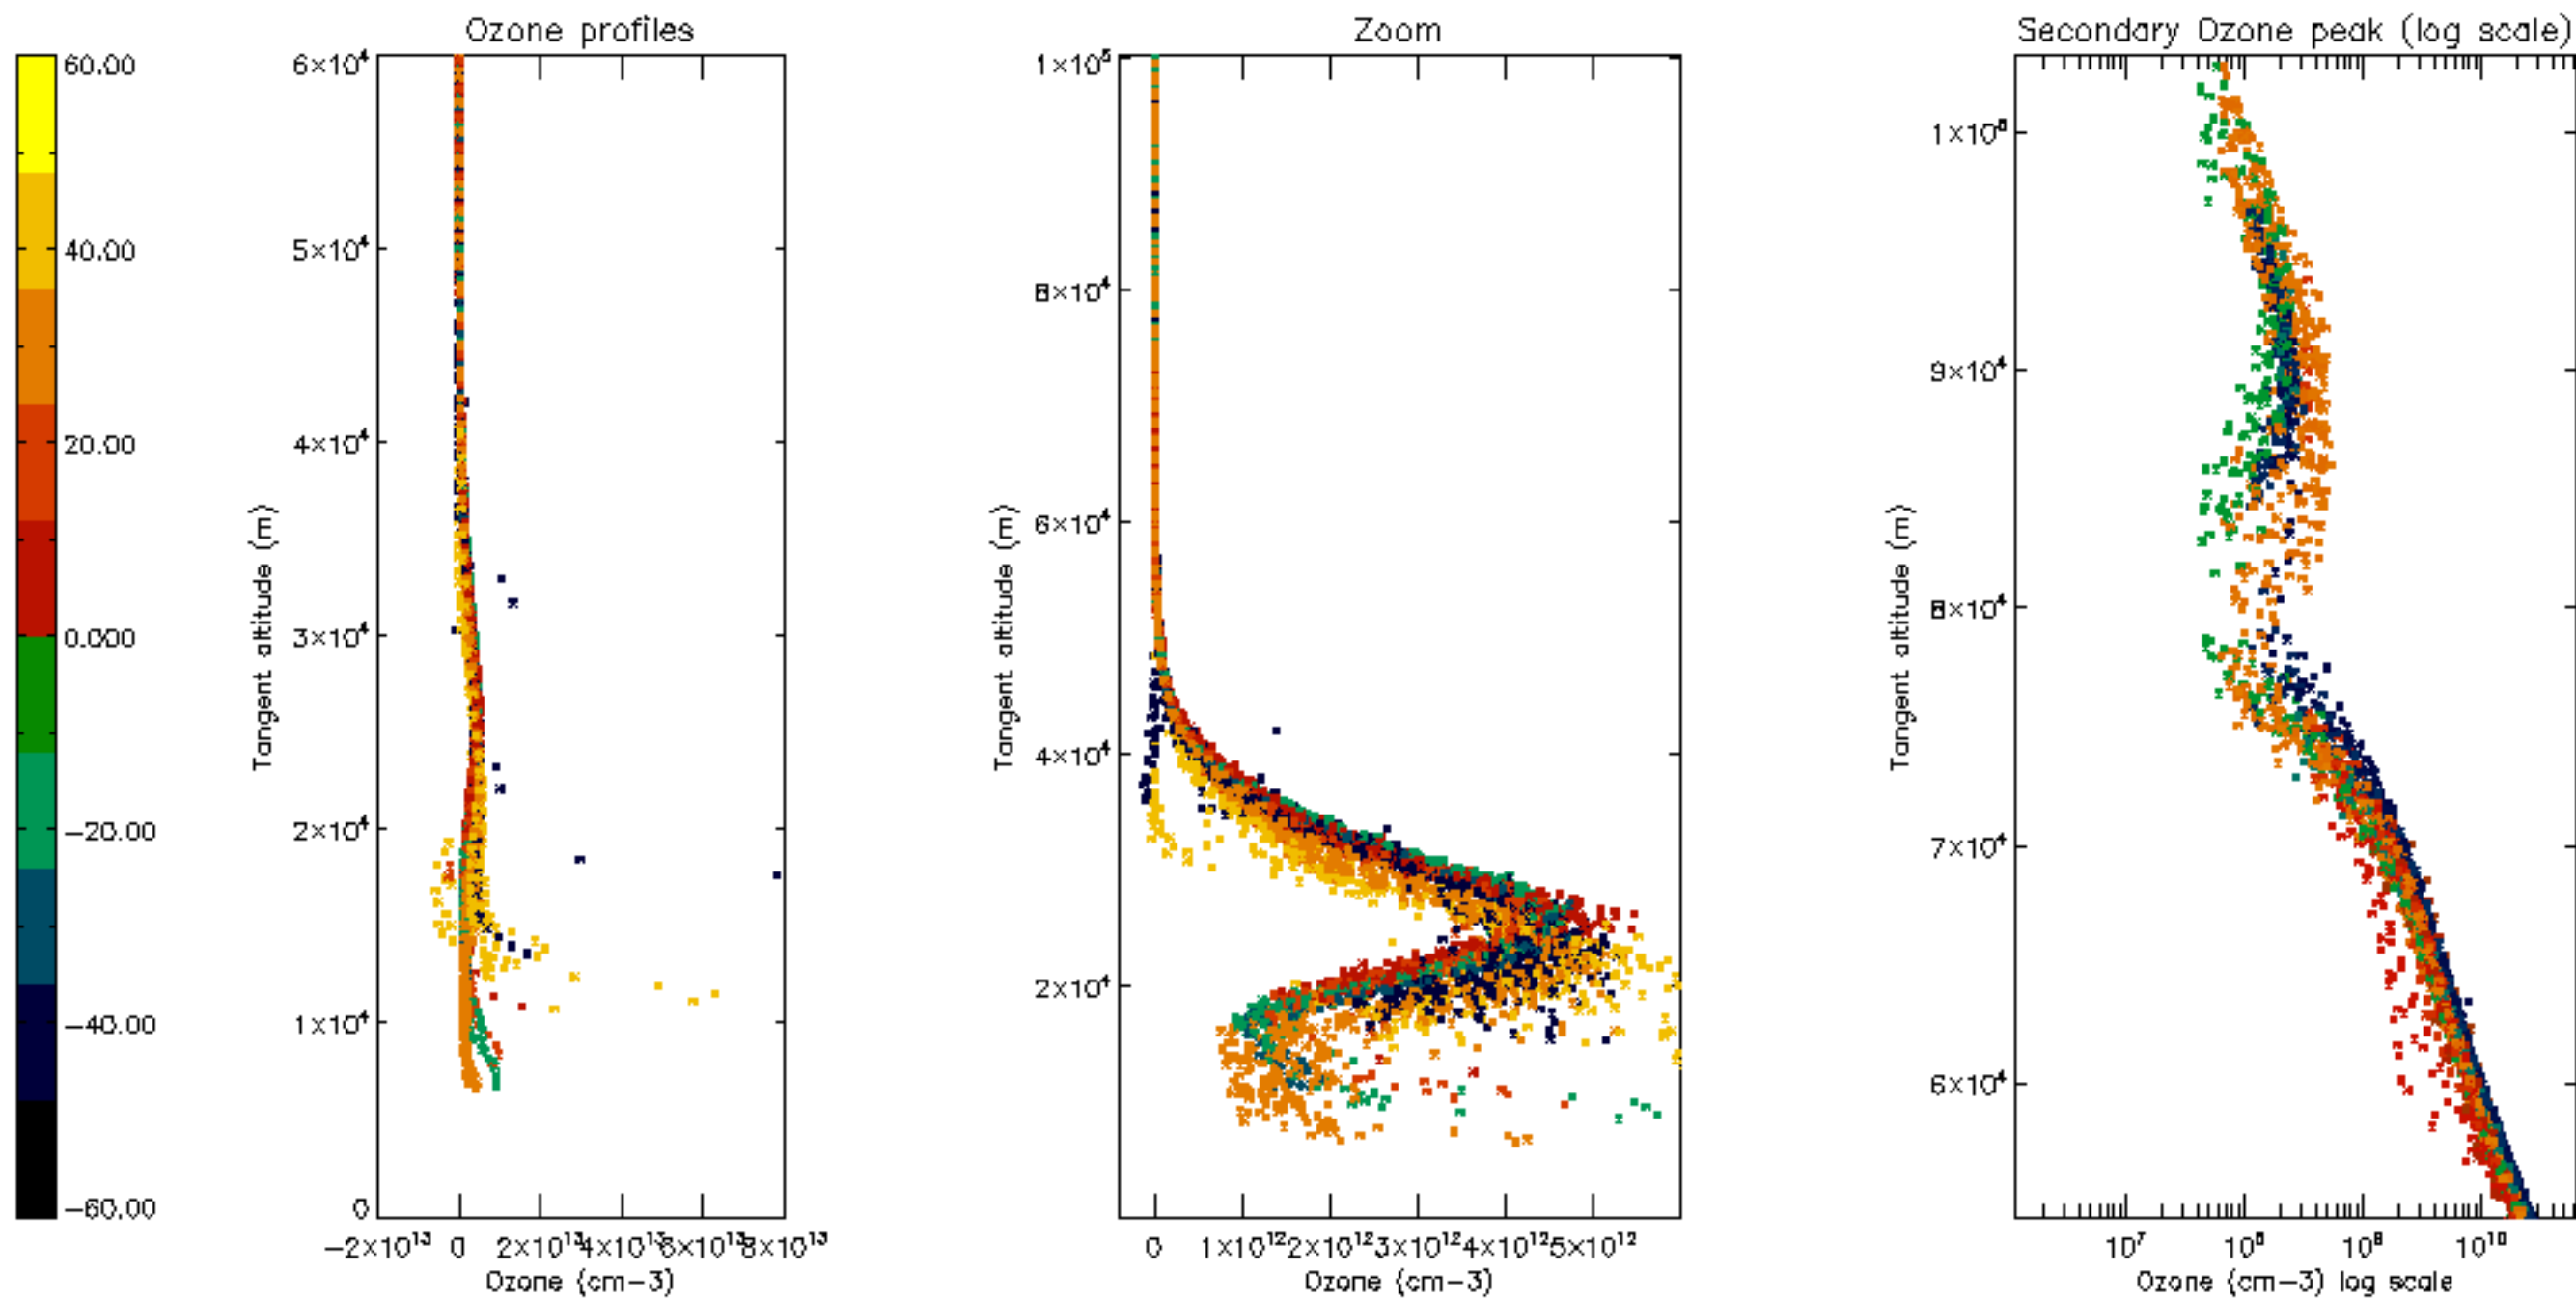 Ozone profiles
Zoom
Secondary Ozone peak (log scale)
60.00
40.00
20.00
0.000
−20.00
−40.00
−60.00
6×10⁴
5×10⁴
4×10⁴
3×10⁴
2×10⁴
1×10⁴
0
Tangent altitude (m)
−2×10¹³ 0 2×10¹³ 4×10¹³ 6×10¹³ 8×10¹³
Ozone (cm−3)
1×10⁵
8×10⁴
6×10⁴
4×10⁴
2×10⁴
Tangent altitude (m)
0 1×10¹² 2×10¹² 3×10¹² 4×10¹² 5×10¹²
Ozone (cm−3)
1×10⁵
9×10⁴
8×10⁴
7×10⁴
6×10⁴
Tangent altitude (m)
10⁷ 10⁸ 10⁹ 10¹⁰
Ozone (cm−3) log scale